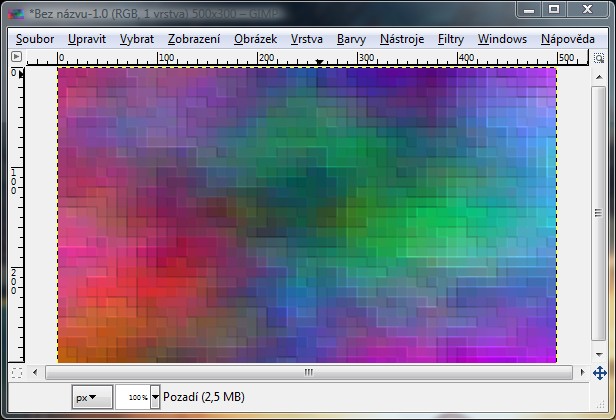 *Bez názvu-1.0 (RGB, 1 vrstva) 500x300 – GIMP
Soubor Upravit Vybrat Zobrazení Obrázek Vrstva Barvy Nástroje Filtry Windows Nápověda
0 100 200 300 400 500
0
100
200
px 100% Pozadí (2,5 MB)